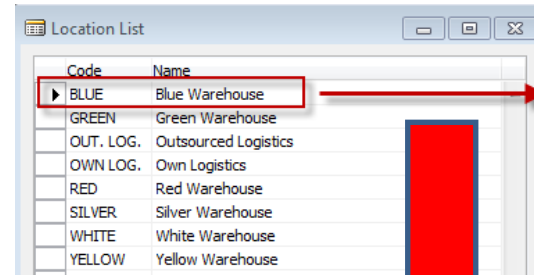 Location List
Code Name
BLUE Blue Warehouse
GREEN Green Warehouse
OUT. LOG. Outsourced Logistics
OWN LOG. Own Logistics
RED Red Warehouse
SILVER Silver Warehouse
WHITE White Warehouse
YELLOW Yellow Warehouse